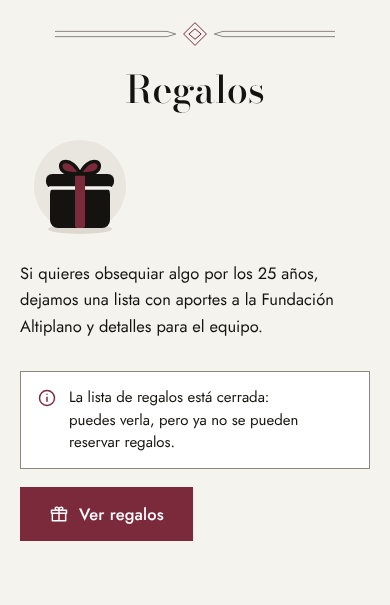 Regalos
Si quieres obsequiar algo por los 25 años,
dejamos una lista con aportes a la Fundación
Altiplano y detalles para el equipo.
La lista de regalos está cerrada:
puedes verla, pero ya no se pueden
reservar regalos.
Ver regalos